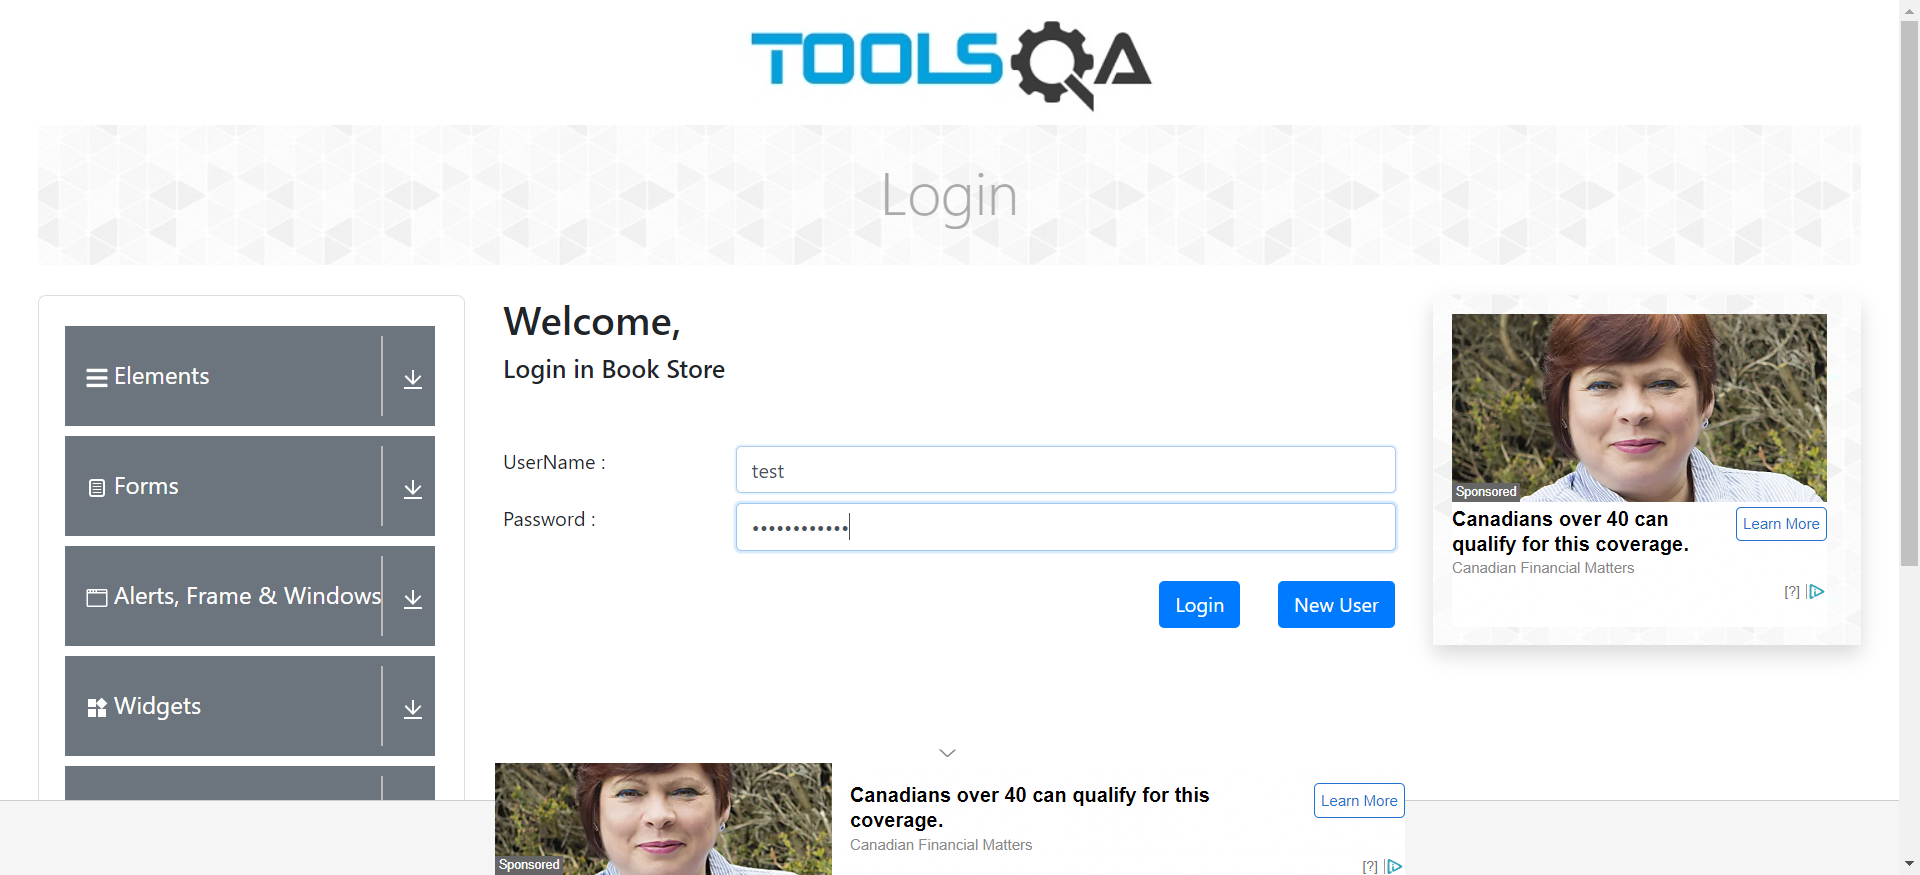 TOOLSQA
Login
Elements
Forms
Alerts, Frame & Windows
Widgets
Welcome,
Login in Book Store
UserName :
test
Password :
••••••••••••
Login
New User
Sponsored
Canadians over 40 can
qualify for this coverage.
Canadian Financial Matters
Learn More
[?]
Sponsored
Canadians over 40 can qualify for this
coverage.
Canadian Financial Matters
Learn More
[?]